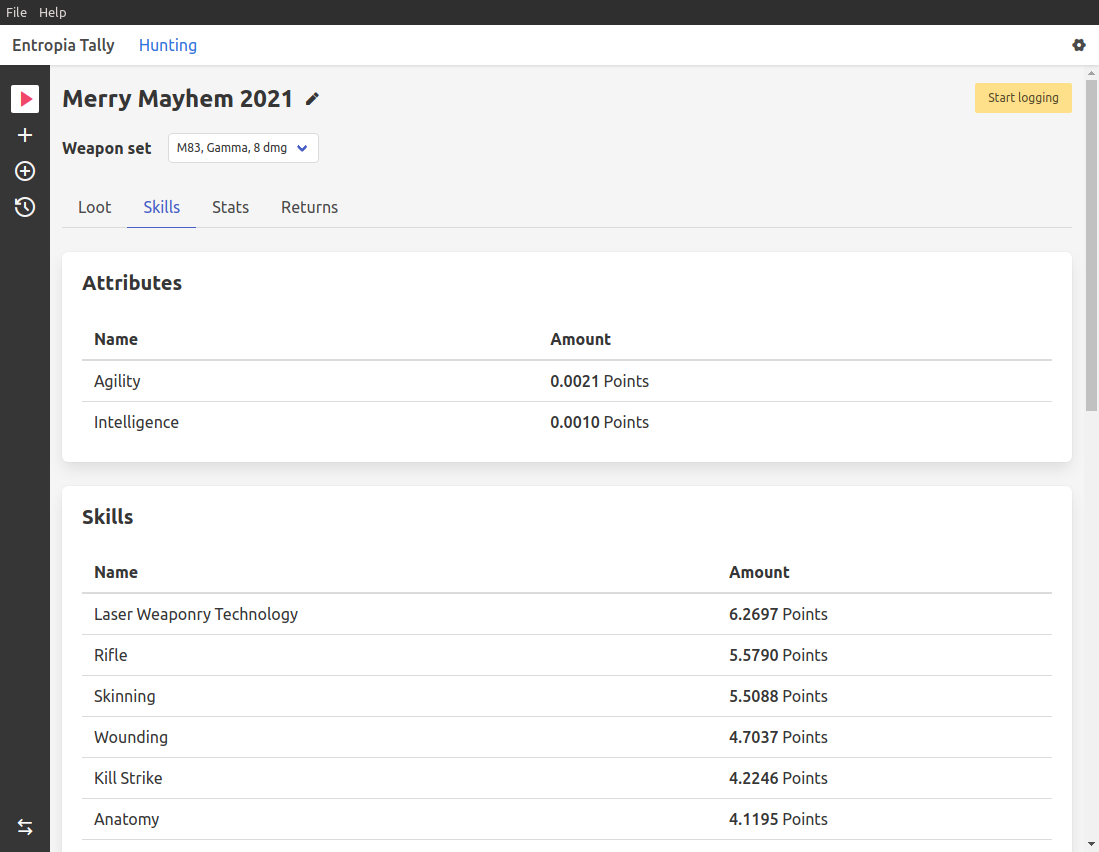 File Help
Entropia Tally Hunting
Merry Mayhem 2021 Start logging
Weapon set M83, Gamma, 8 dmg
Loot Skills Stats Returns
Attributes
Name Amount
Agility 0.0021 Points
Intelligence 0.0010 Points
Skills
Name Amount
Laser Weaponry Technology 6.2697 Points
Rifle 5.5790 Points
Skinning 5.5088 Points
Wounding 4.7037 Points
Kill Strike 4.2246 Points
Anatomy 4.1195 Points